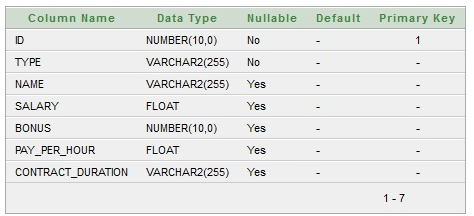 Column Name Data Type Nullable Default Primary Key
ID NUMBER(10,0) No - 1
TYPE VARCHAR2(255) No - -
NAME VARCHAR2(255) Yes - -
SALARY FLOAT Yes - -
BONUS NUMBER(10,0) Yes - -
PAY_PER_HOUR FLOAT Yes - -
CONTRACT_DURATION VARCHAR2(255) Yes - -
1 - 7